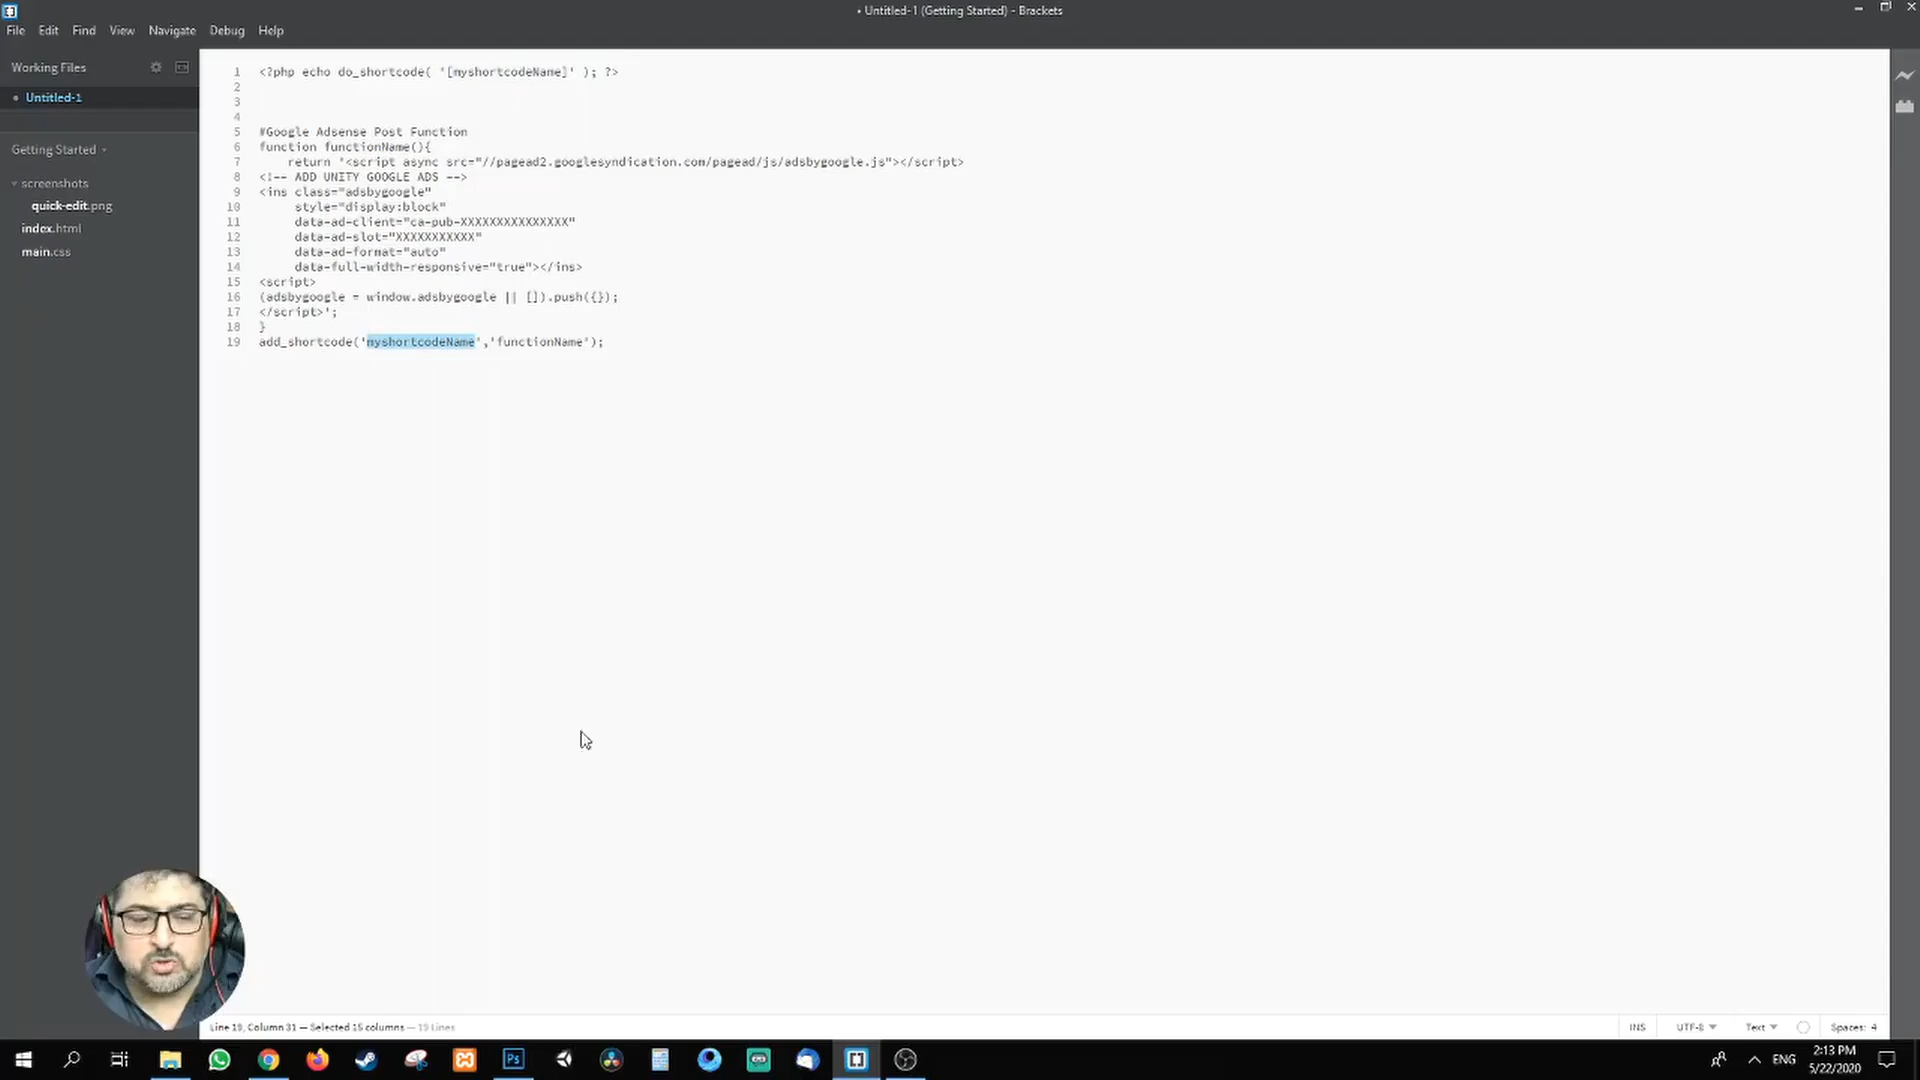 • Untitled-1 (Getting Started) - Brackets
File Edit Find View Navigate Debug Help
Working Files
• Untitled-1
Getting Started
screenshots
quick-edit.png
index.html
main.css
1 <?php echo do_shortcode( '[myshortcodeName]' ); ?>
2
3
4
5 #Google Adsense Post Function
6 function functionName(){
7 return '<script async src="//pagead2.googlesyndication.com/pagead/js/adsbygoogle.js"></script>
8 <!-- ADD UNITY GOOGLE ADS -->
9 <ins class="adsbygoogle"
10 style="display:block"
11 data-ad-client="ca-pub-XXXXXXXXXXXXXXX"
12 data-ad-slot="XXXXXXXXXXX"
13 data-ad-format="auto"
14 data-full-width-responsive="true"></ins>
15 <script>
16 (adsbygoogle = window.adsbygoogle || []).push({});
17 </script>';
18 }
19 add_shortcode('myshortcodeName','functionName');
Line 19, Column 31 — Selected 15 columns — 19 Lines
INS UTF-8 Text Spaces: 4
Ps
ENG
2:13 PM
5/22/2020